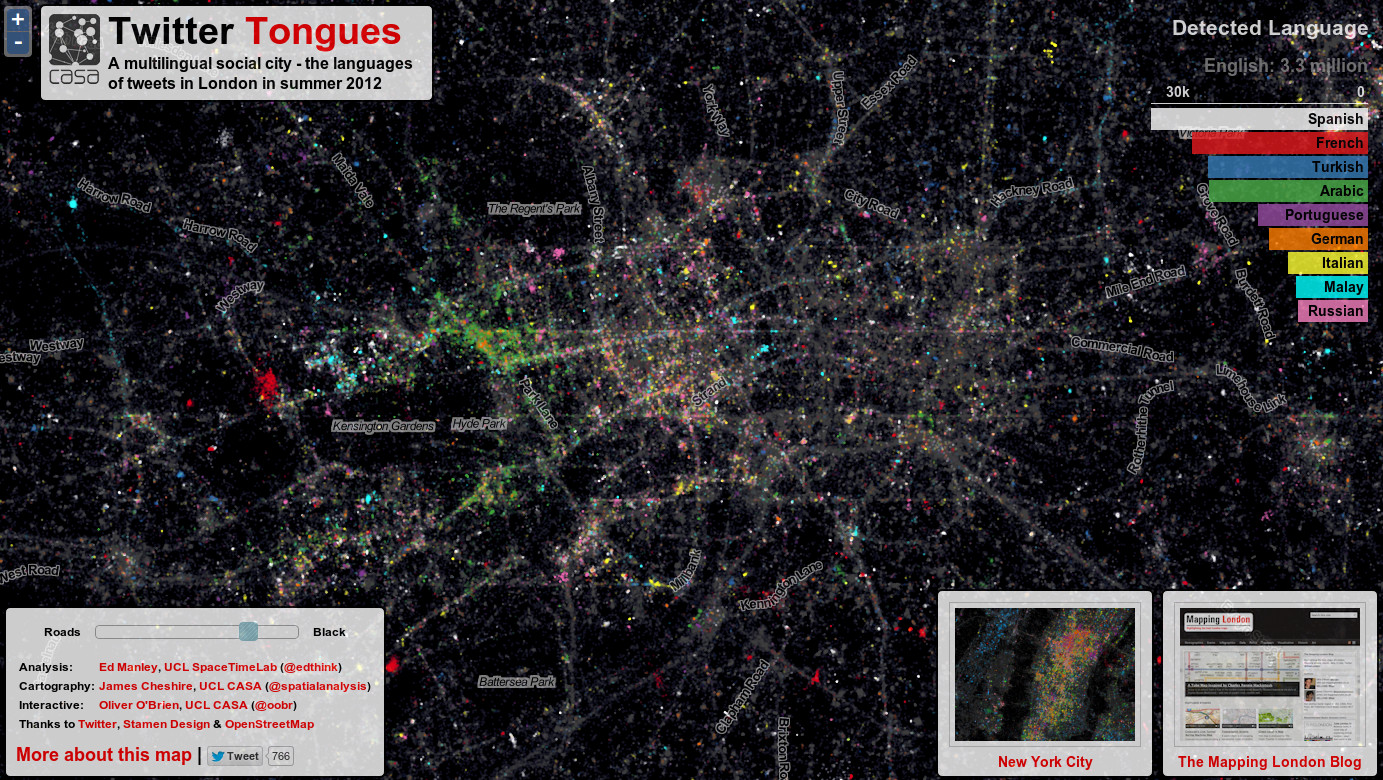 +
-
casa
Twitter Tongues
A multilingual social city - the languages
of tweets in London in summer 2012
Detected Language
English: 3.3 million
30k 0
Spanish
French
Turkish
Arabic
Portuguese
German
Italian
Malay
Russian
Victoria Park
York Way
Upper Street
Essex Road
Maida Vale
Harrow Road
Harrow Road
The Regent's Park
Albany Street
City Road
Hackney Road
Grove Road
Westway
Mile End Road
Burdett Road
Westway
estway
Commercial Road
Limehouse Link
Park Lane
Strand
Rotherhithe Tunnel
Kensington Gardens
Hyde Park
West Road
Millbank
Kennington Lane
Battersea Park
Clapham Road
Brixton Ro
Roads Black
Analysis: Ed Manley, UCL SpaceTimeLab (@edthink)
Cartography: James Cheshire, UCL CASA (@spatialanalysis)
Interactive: Oliver O'Brien, UCL CASA (@oobr)
Thanks to Twitter, Stamen Design & OpenStreetMap
More about this map | Tweet 766
New York City
Mapping London
The Mapping London Blog